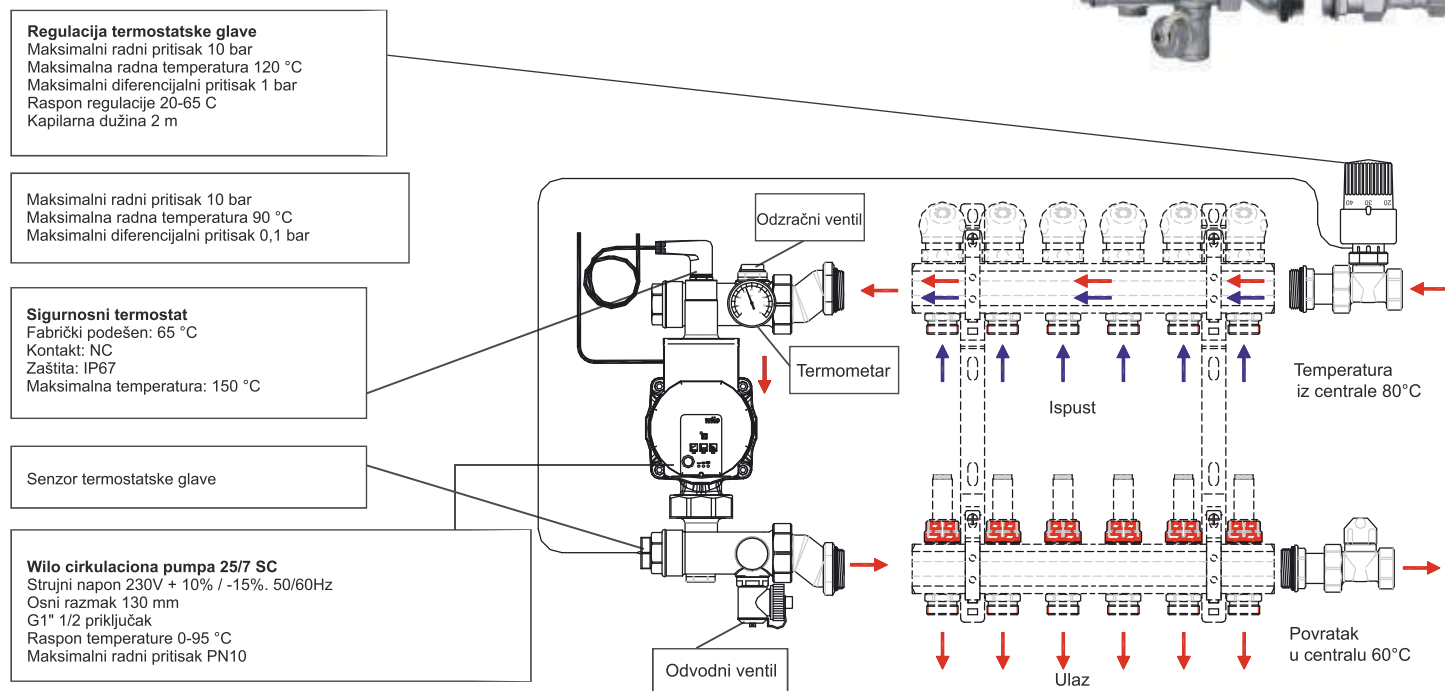 Regulacija termostatske glave
Maksimalni radni pritisak 10 bar
Maksimalna radna temperatura 120 °C
Maksimalni diferencijalni pritisak 1 bar
Raspon regulacije 20-65 C
Kapilarna dužina 2 m
Maksimalni radni pritisak 10 bar
Maksimalna radna temperatura 90 °C
Maksimalni diferencijalni pritisak 0,1 bar
Sigurnosni termostat
Fabrički podešen: 65 °C
Kontakt: NC
Zaštita: IP67
Maksimalna temperatura: 150 °C
Senzor termostatske glave
Wilo cirkulaciona pumpa 25/7 SC
Strujni napon 230V + 10% / -15%. 50/60Hz
Osni razmak 130 mm
G1" 1/2 priključak
Raspon temperature 0-95 °C
Maksimalni radni pritisak PN10
Odzračni ventil
Termometar
wilo
Odvodni ventil
40 30 20
Temperatura
iz centrale 80°C
Ispust
Povratak
u centralu 60°C
Ulaz